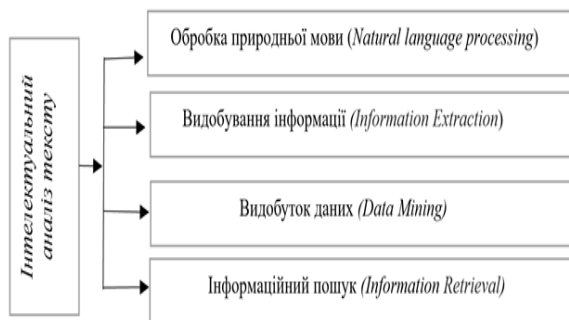 Інтелектуальний
аналіз тексту
Обробка природньої мови (Natural language processing)
Видобування інформації (Information Extraction)
Видобуток даних (Data Mining)
Інформаційний пошук (Information Retrieval)